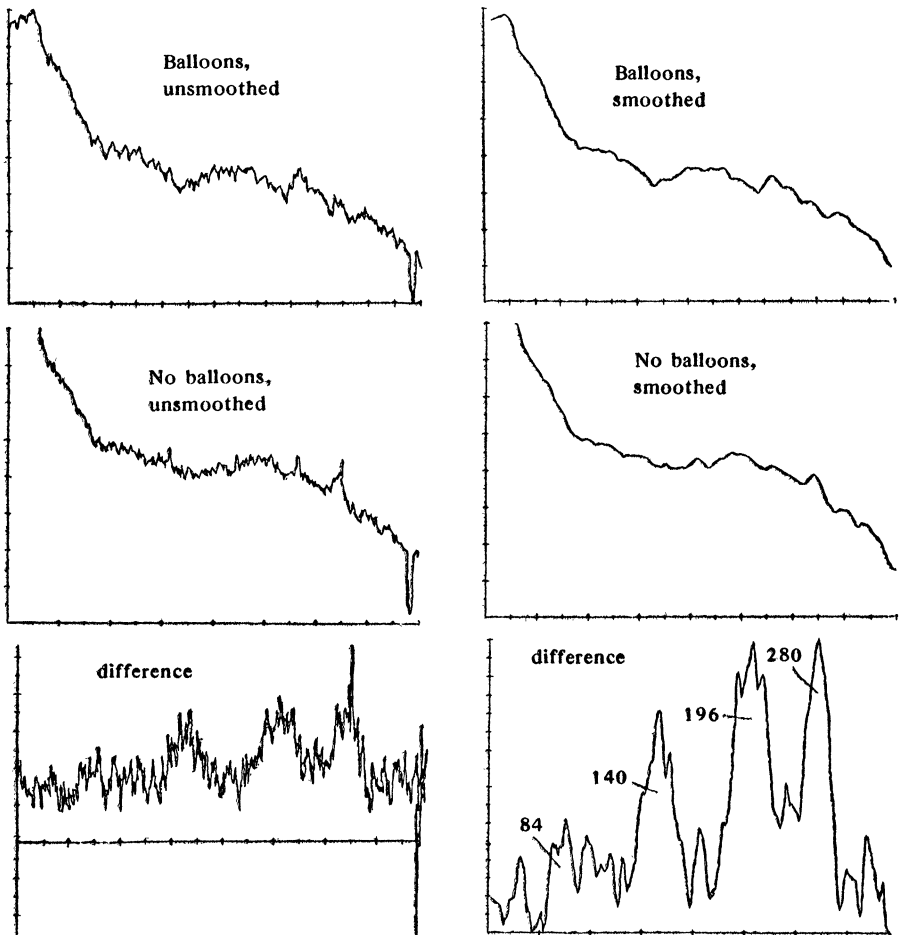 Balloons,
unsmoothed
Balloons,
smoothed
No balloons,
unsmoothed
No balloons,
smoothed
difference
difference
280
196
140
84